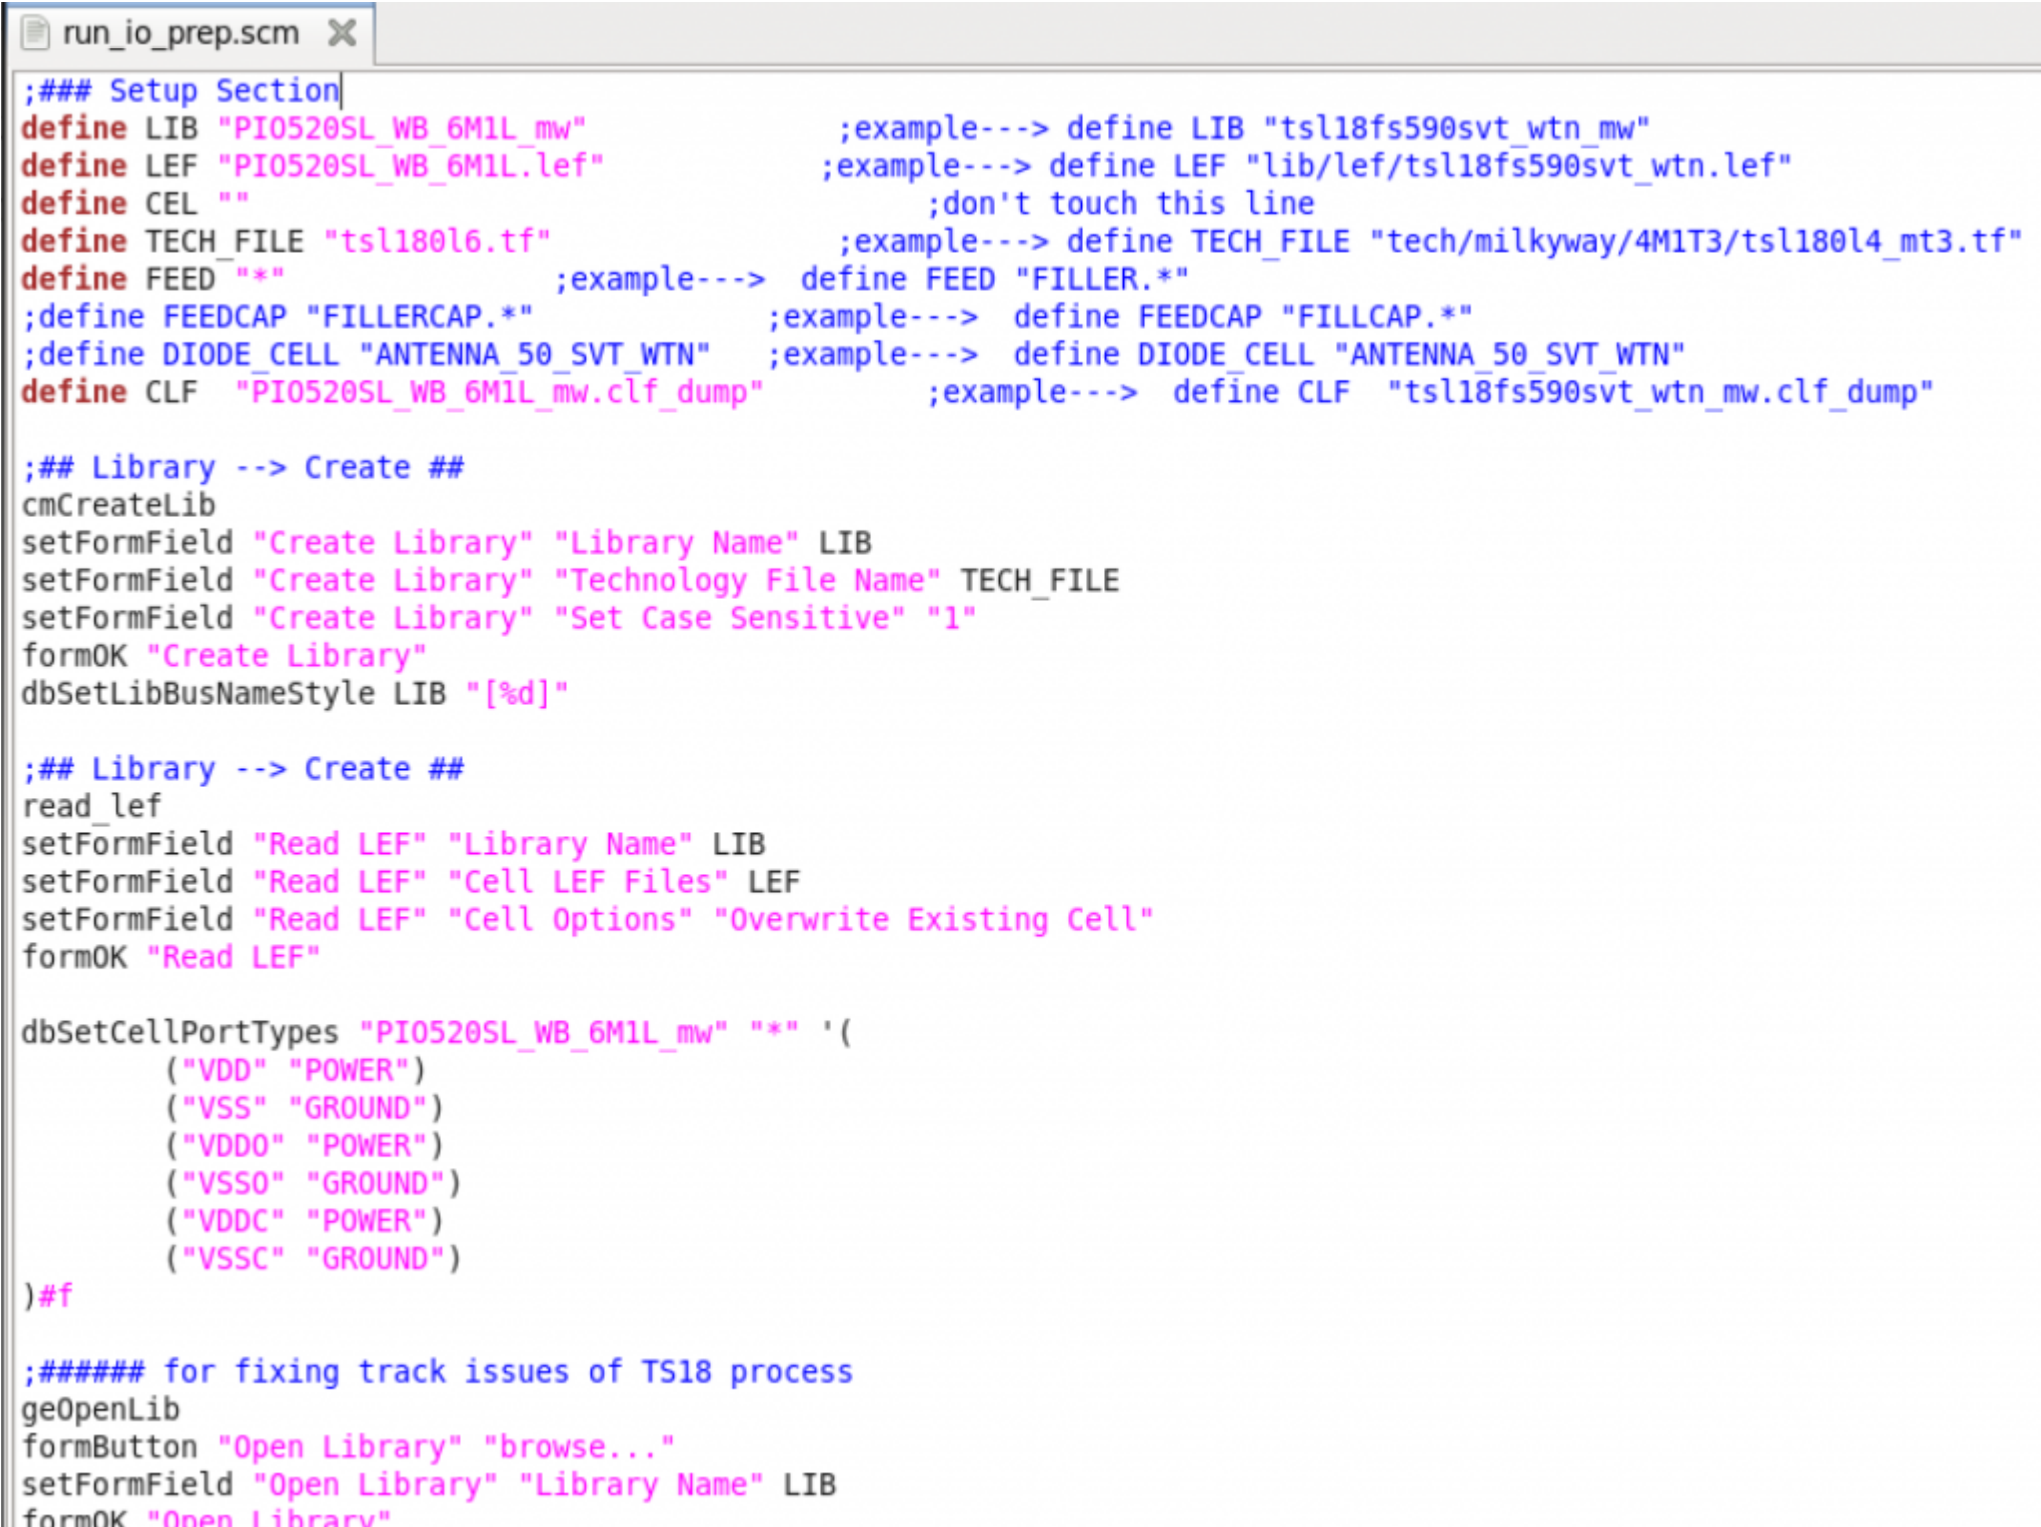 run_io_prep.scm
;### Setup Section
define LIB "PIO520SL_WB_6M1L_mw" ;example---> define LIB "tsl18fs590svt_wtn_mw"
define LEF "PIO520SL_WB_6M1L.lef" ;example---> define LEF "lib/lef/tsl18fs590svt_wtn.lef"
define CEL "" ;don't touch this line
define TECH_FILE "tsl180l6.tf" ;example---> define TECH_FILE "tech/milkyway/4M1T3/tsl180l4_mt3.tf"
define FEED "*" ;example---> define FEED "FILLER.*"
;define FEEDCAP "FILLERCAP.*" ;example---> define FEEDCAP "FILLCAP.*"
;define DIODE_CELL "ANTENNA_50_SVT_WTN" ;example---> define DIODE_CELL "ANTENNA_50_SVT_WTN"
define CLF "PIO520SL_WB_6M1L_mw.clf_dump" ;example---> define CLF "tsl18fs590svt_wtn_mw.clf_dump"
;## Library --> Create ##
cmCreateLib
setFormField "Create Library" "Library Name" LIB
setFormField "Create Library" "Technology File Name" TECH_FILE
setFormField "Create Library" "Set Case Sensitive" "1"
formOK "Create Library"
dbSetLibBusNameStyle LIB "[%d]"
;## Library --> Create ##
read_lef
setFormField "Read LEF" "Library Name" LIB
setFormField "Read LEF" "Cell LEF Files" LEF
setFormField "Read LEF" "Cell Options" "Overwrite Existing Cell"
formOK "Read LEF"
dbSetCellPortTypes "PIO520SL_WB_6M1L_mw" "*" '(
("VDD" "POWER")
("VSS" "GROUND")
("VDDO" "POWER")
("VSSO" "GROUND")
("VDDC" "POWER")
("VSSC" "GROUND")
)#f
;###### for fixing track issues of TS18 process
geOpenLib
formButton "Open Library" "browse..."
setFormField "Open Library" "Library Name" LIB
formOK "Open Library"